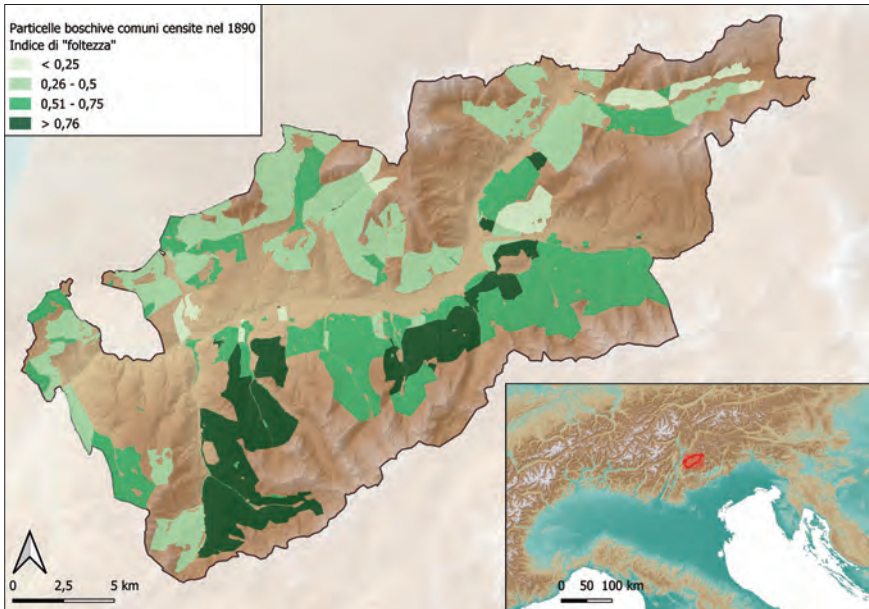 Particelle boschive comuni censite nel 1890
Indice di "foltezza"
< 0,25
0,26 - 0,5
0,51 - 0,75
> 0,76
0 2,5 5 km
0 50 100 km